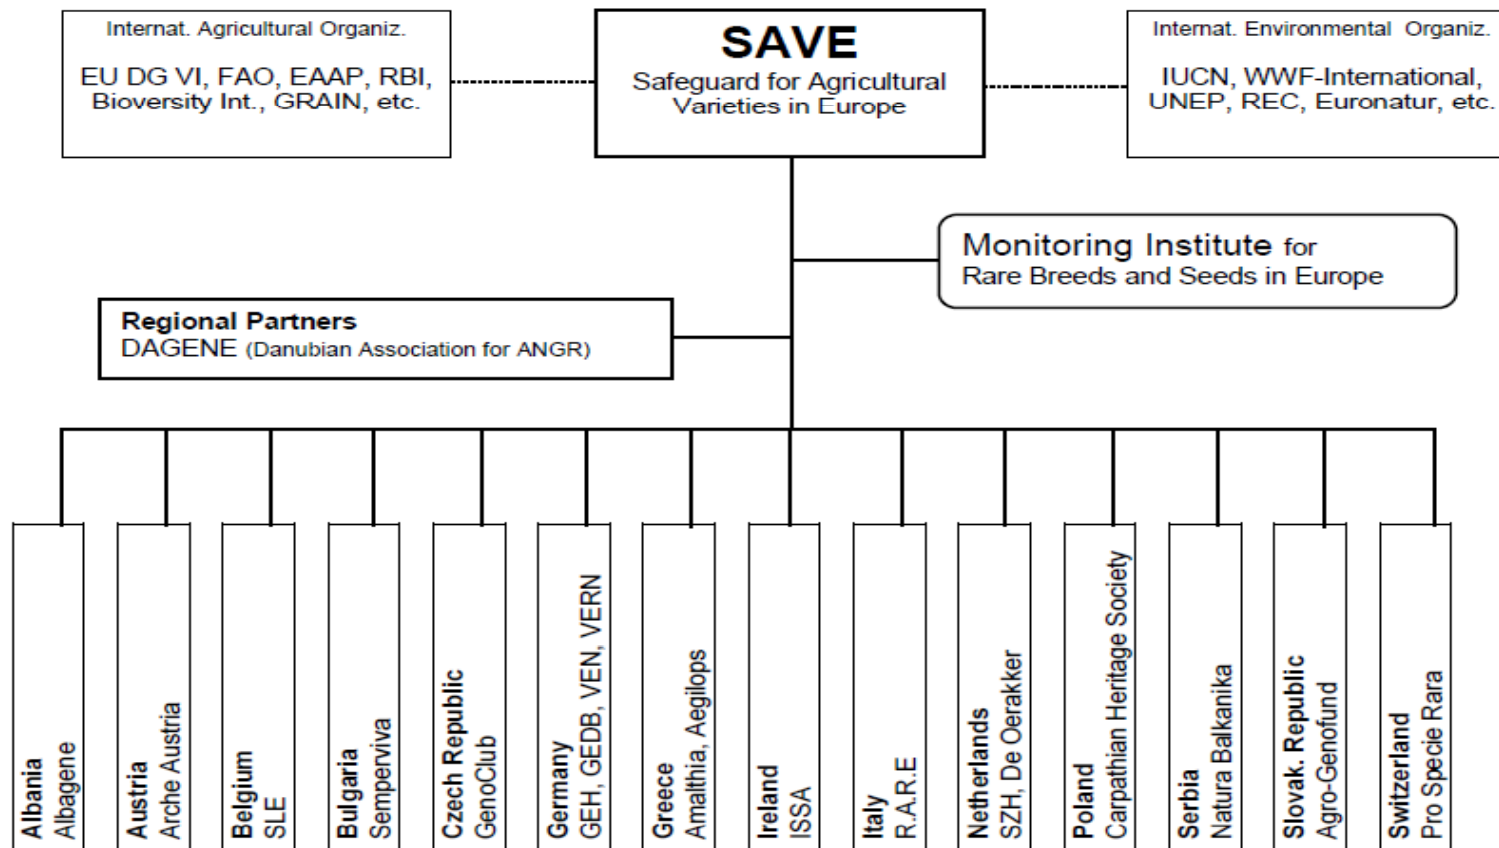 Internat. Agricultural Organiz.
EU DG VI, FAO, EAAP, RBI,
Bioversity Int., GRAIN, etc.
SAVE
Safeguard for Agricultural
Varieties in Europe
Internat. Environmental Organiz.
IUCN, WWF-International,
UNEP, REC, Euronatur, etc.
Monitoring Institute for
Rare Breeds and Seeds in Europe
Regional Partners
DAGENE (Danubian Association for ANGR)
Albania
Albagene
Austria
Arche Austria
Belgium
SLE
Bulgaria
Semperviva
Czech Republic
GenoClub
Germany
GEH, GEDB, VEN, VERN
Greece
Amalthia, Aegilops
Ireland
ISSA
Italy
R.A.R.E
Netherlands
SZH, De Oerakker
Poland
Carpathian Heritage Society
Serbia
Natura Balkanika
Slovak. Republic
Agro-Genofund
Switzerland
Pro Specie Rara